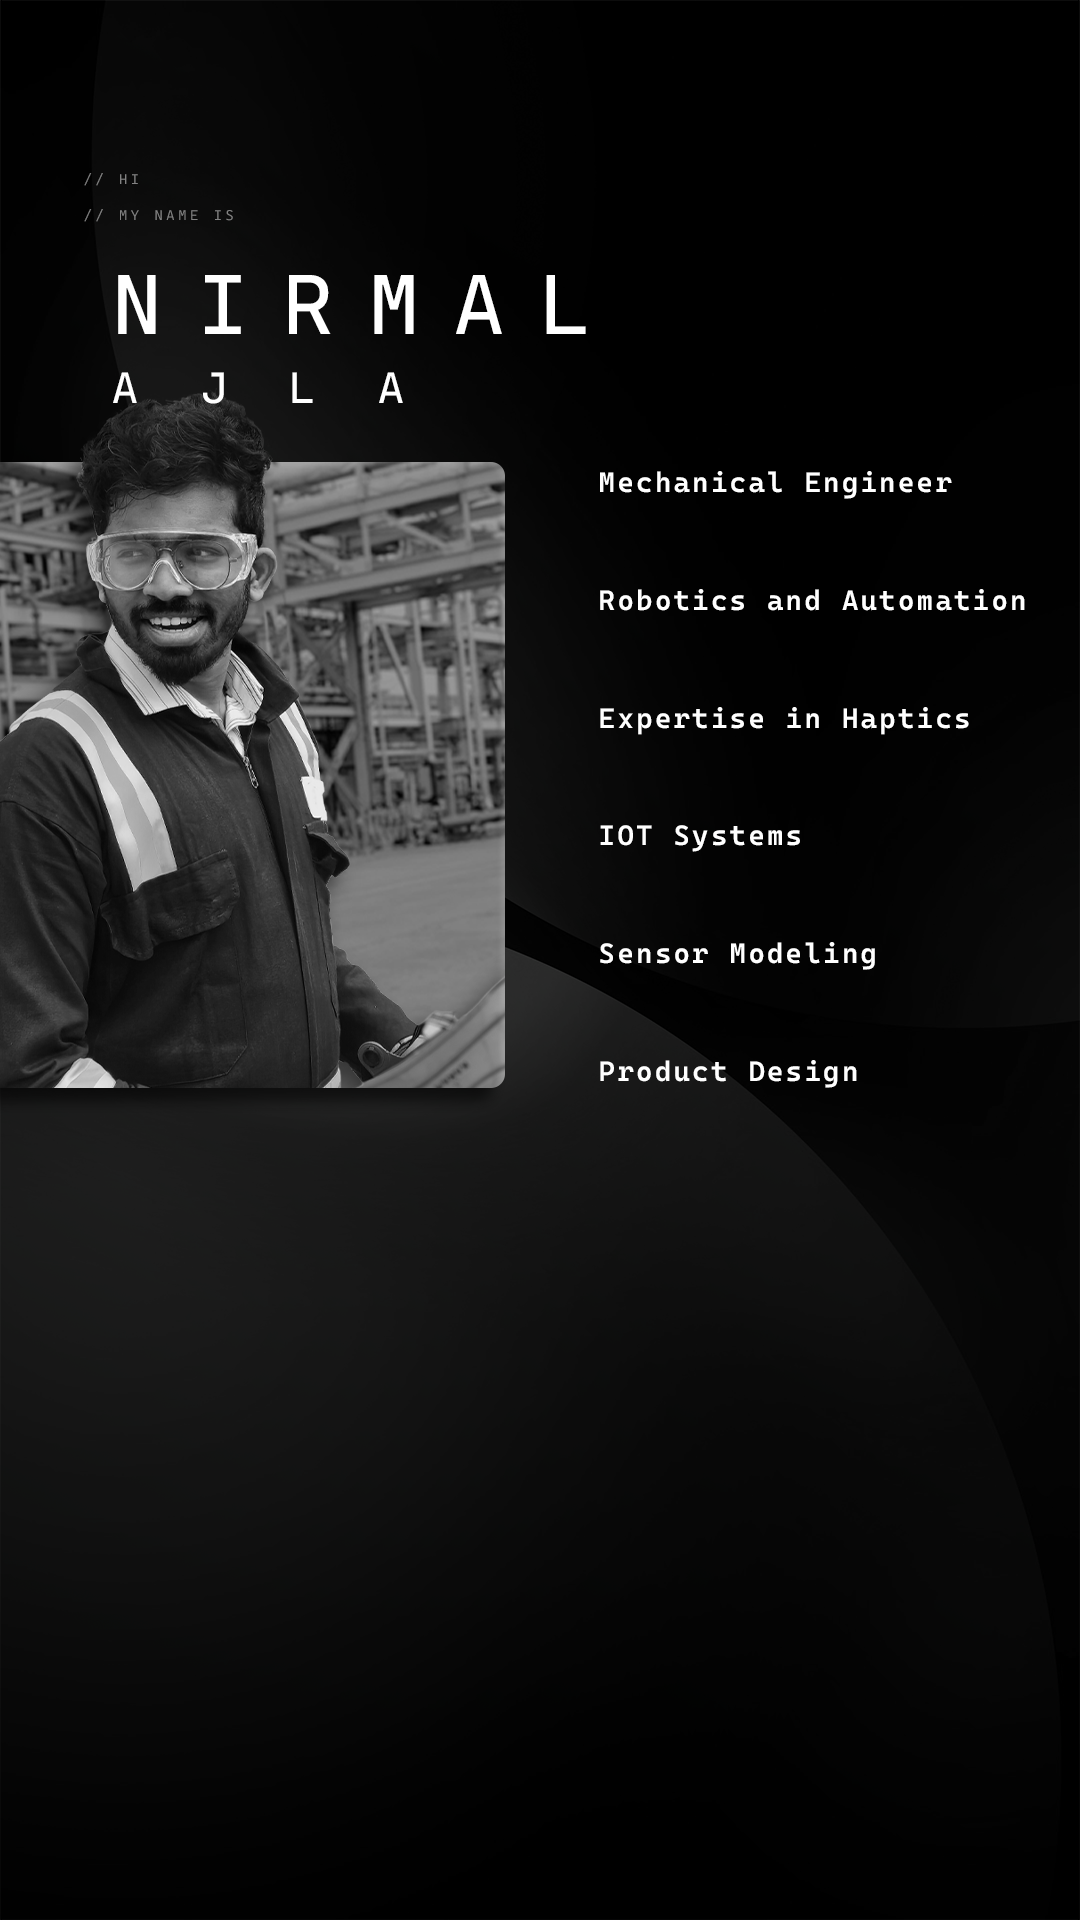 // HI
// MY NAME IS
NIRMAL
AJLA
Mechanical Engineer
Robotics and Automation
Expertise in Haptics
IOT Systems
Sensor Modeling
Product Design